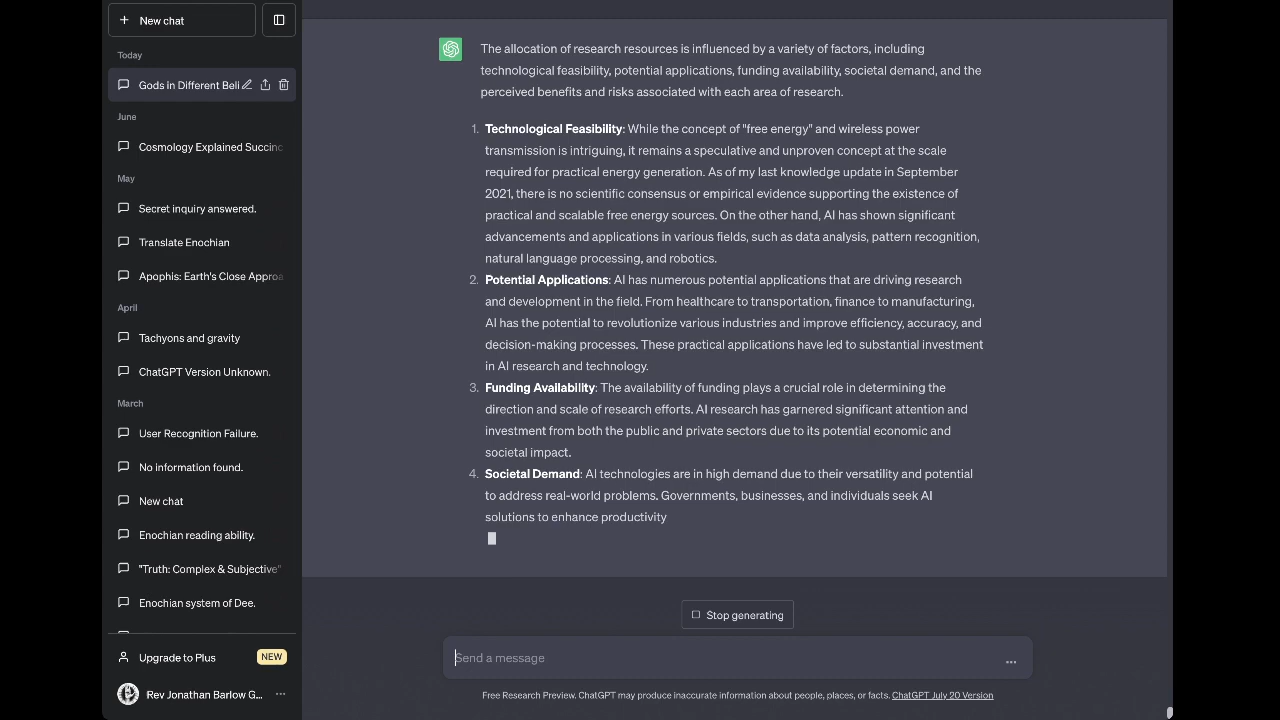 New chat
Today
Gods in Different Beli
June
Cosmology Explained Succinc
May
Secret inquiry answered.
Translate Enochian
Apophis: Earth's Close Approa
April
Tachyons and gravity
ChatGPT Version Unknown.
March
User Recognition Failure.
No information found.
New chat
Enochian reading ability.
"Truth: Complex & Subjective"
Enochian system of Dee.
Upgrade to Plus NEW
Rev Jonathan Barlow G...
The allocation of research resources is influenced by a variety of factors, including
technological feasibility, potential applications, funding availability, societal demand, and the
perceived benefits and risks associated with each area of research.
1. Technological Feasibility: While the concept of "free energy" and wireless power
transmission is intriguing, it remains a speculative and unproven concept at the scale
required for practical energy generation. As of my last knowledge update in September
2021, there is no scientific consensus or empirical evidence supporting the existence of
practical and scalable free energy sources. On the other hand, AI has shown significant
advancements and applications in various fields, such as data analysis, pattern recognition,
natural language processing, and robotics.
2. Potential Applications: AI has numerous potential applications that are driving research
and development in the field. From healthcare to transportation, finance to manufacturing,
AI has the potential to revolutionize various industries and improve efficiency, accuracy, and
decision-making processes. These practical applications have led to substantial investment
in AI research and technology.
3. Funding Availability: The availability of funding plays a crucial role in determining the
direction and scale of research efforts. AI research has garnered significant attention and
investment from both the public and private sectors due to its potential economic and
societal impact.
4. Societal Demand: AI technologies are in high demand due to their versatility and potential
to address real-world problems. Governments, businesses, and individuals seek AI
solutions to enhance productivity
Stop generating
Send a message
Free Research Preview. ChatGPT may produce inaccurate information about people, places, or facts. ChatGPT July 20 Version